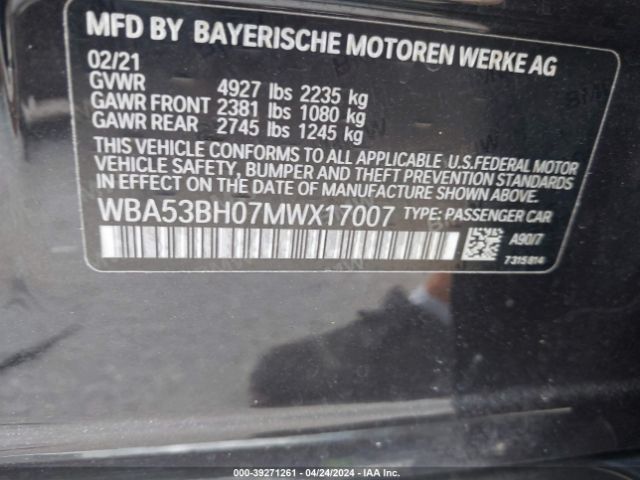 MFD BY BAYERISCHE MOTOREN WERKE AG
02/21
GVWR 4927 lbs 2235 kg
GAWR FRONT 2381 lbs 1080 kg
GAWR REAR 2745 lbs 1245 kg
THIS VEHICLE CONFORMS TO ALL APPLICABLE U.S.FEDERAL MOTOR
VEHICLE SAFETY, BUMPER AND THEFT PREVENTION STANDARDS
IN EFFECT ON THE DATE OF MANUFACTURE SHOWN ABOVE.
WBA53BH07MWX17007 TYPE: PASSENGER CAR
A90/7
7315814
000-39271261 - 04/24/2024 - IAA Inc.